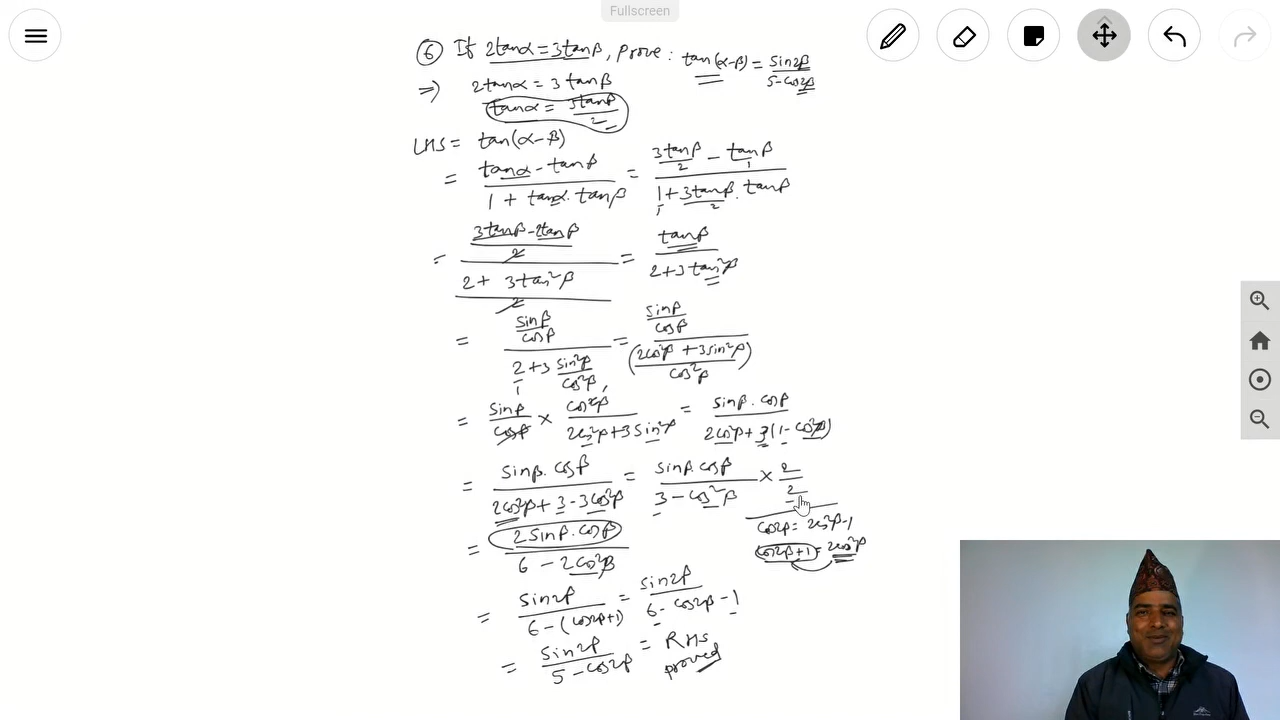 Fullscreen
⑥ If 2tanα = 3tanβ, prove: tan(α-β) = sin2β/(5-cos2β)
⇒ 2tanα = 3tanβ
tanα = 3tanβ/2
LHS = tan(α-β)
= (tanα - tanβ)/(1 + tanα . tanβ) = (3tanβ/2 - tanβ/1)/(1/1 + 3tanβ/2 . tanβ)
= ((3tanβ - 2tanβ)/2)/((2 + 3tan²β)/2) = tanβ/(2+3tan²β)
= (sinβ/cosβ)/(2/1 + 3 sin²β/cos²β) = (sinβ/cosβ)/((2cos²β + 3sin²β)/cos²β)
= sinβ/cosβ × cos²β/(2cos²β+3sin²β) = sinβ.cosβ/(2cos²β+3(1-cos²β))
= sinβ.cosβ/(2cos²β+3-3cos²β) = sinβ.cosβ/(3-cos²β) × 2/2
cos2β = 2cos²β-1
cos2β+1 = 2cos²β
= 2sinβ.cosβ/(6-2cos²β)
= sin2β/(6-(cos2β+1)) = sin2β/(6-cos2β-1)
= sin2β/(5-cos2β) = RHS
proved